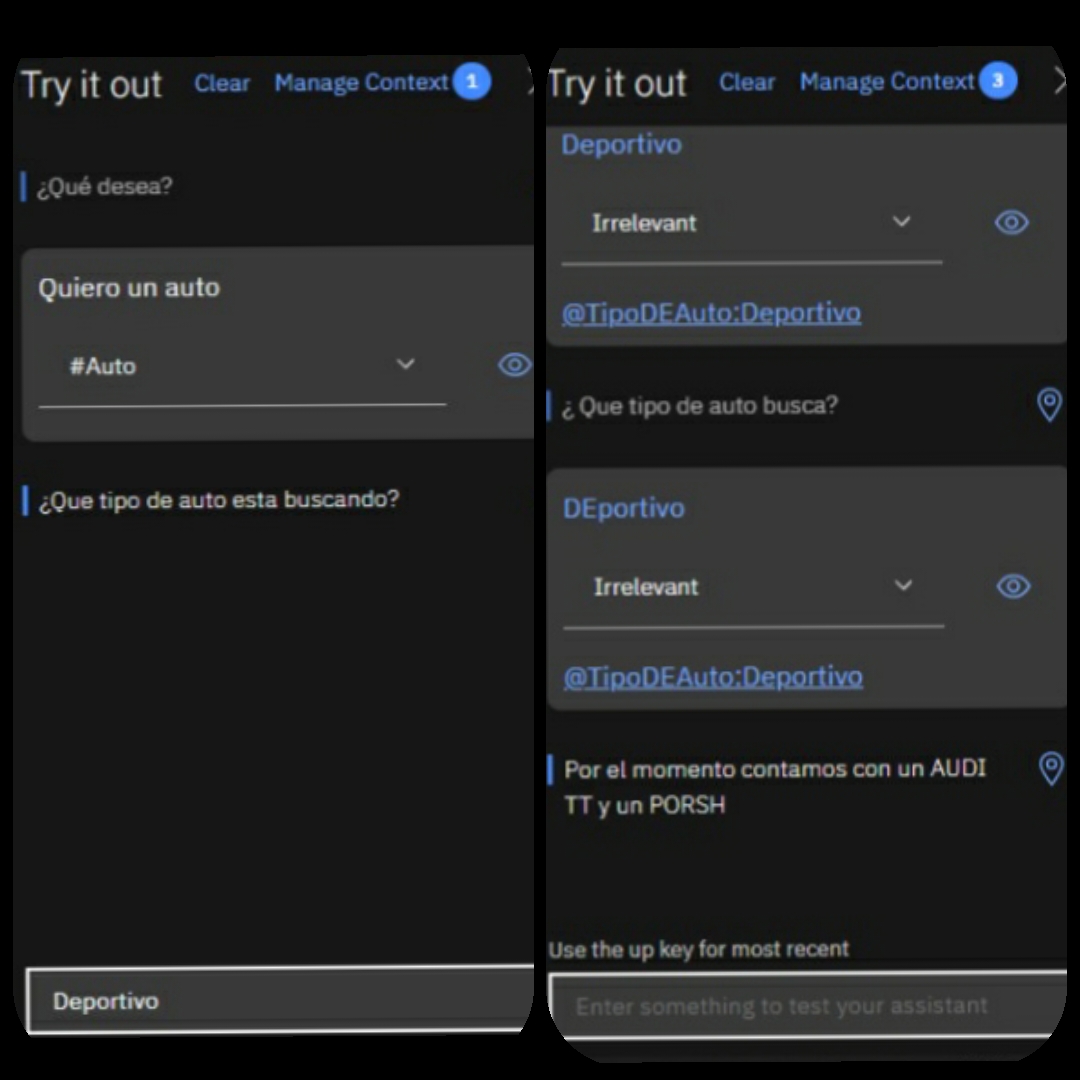 Try it out Clear Manage Context 1
¿Qué desea?
Quiero un auto
#Auto
¿Que tipo de auto esta buscando?
Deportivo
Try it out Clear Manage Context 3
Deportivo
Irrelevant
@TipoDEAuto:Deportivo
¿ Que tipo de auto busca?
DEportivo
Irrelevant
@TipoDEAuto:Deportivo
Por el momento contamos con un AUDI
TT y un PORSH
Use the up key for most recent
Enter something to test your assistant